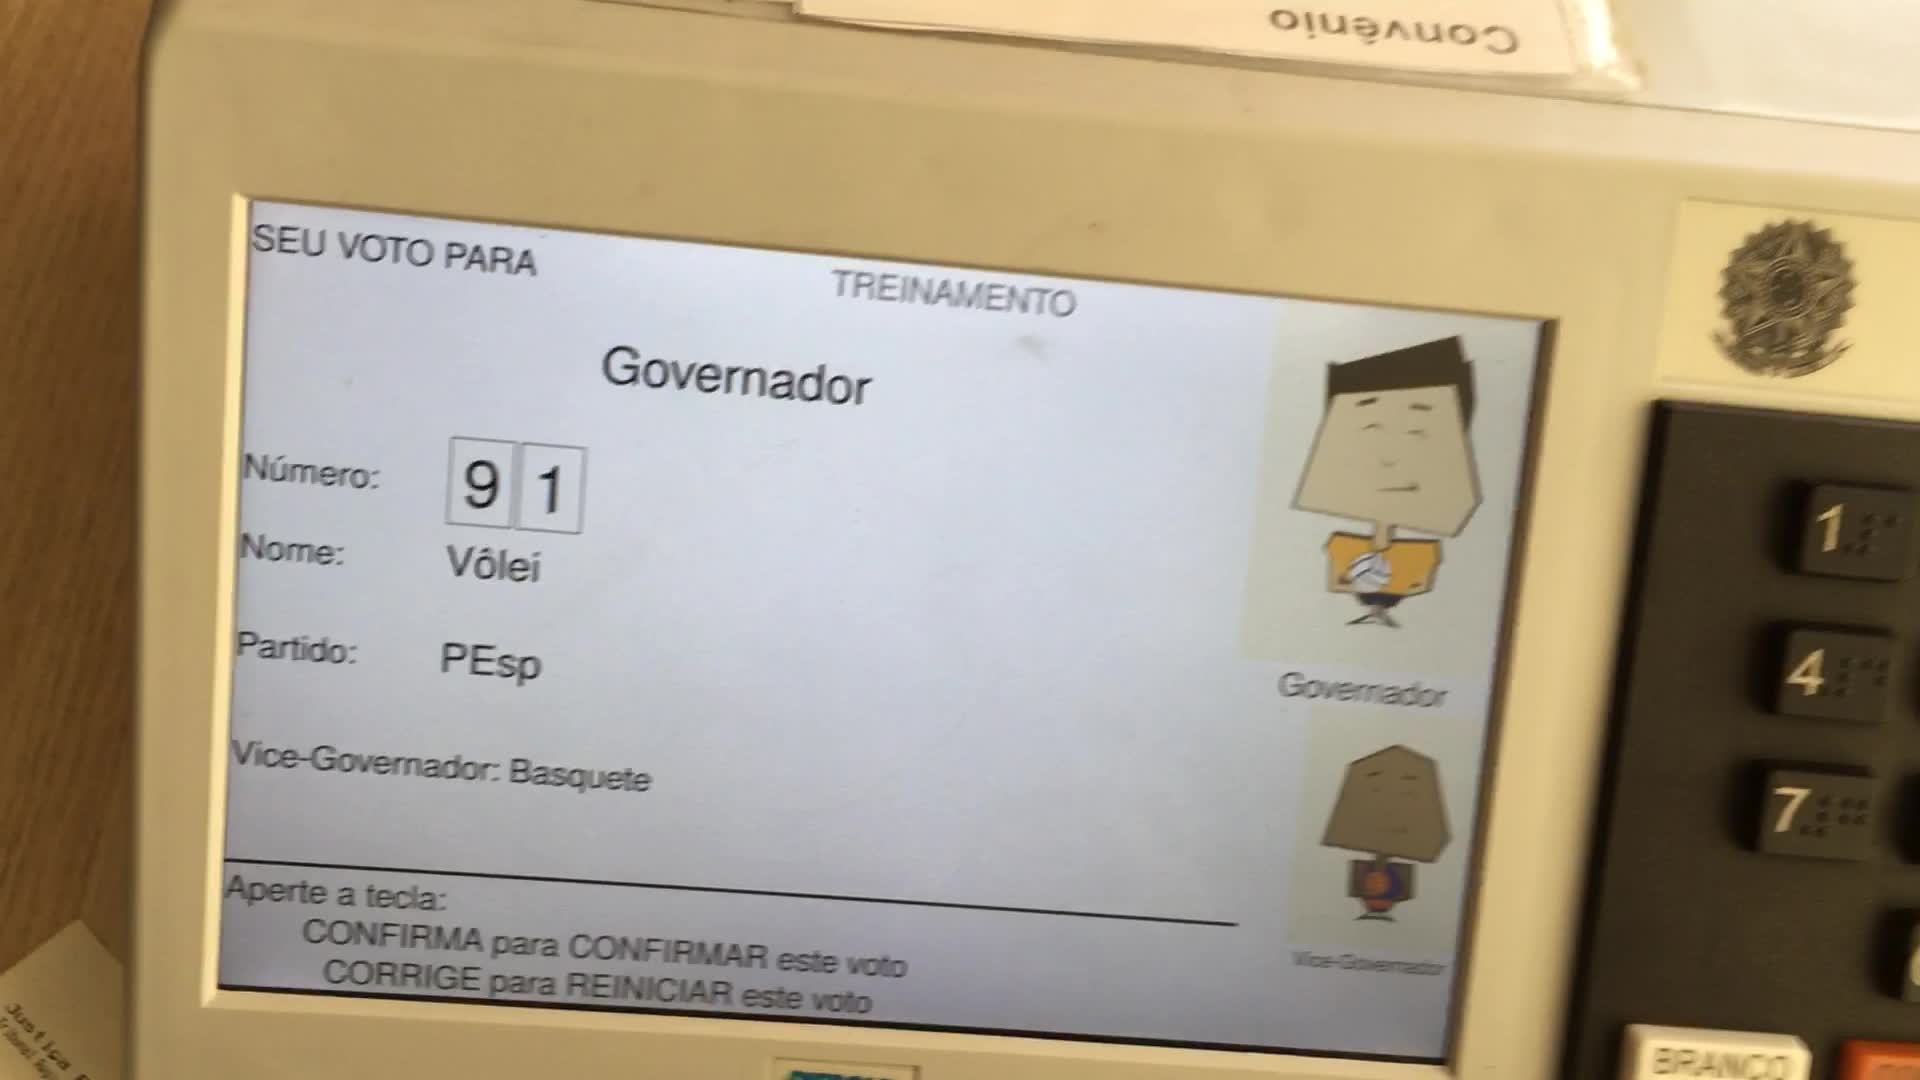 Convênio
SEU VOTO PARA
TREINAMENTO
Governador
Número: 9 1
Nome: Vôlei
Partido: PEsp
Vice-Governador: Basquete
Governador
Vice-Governador
Aperte a tecla:
CONFIRMA para CONFIRMAR este voto
CORRIGE para REINICIAR este voto
1
4
7
BRANCO
Justiça